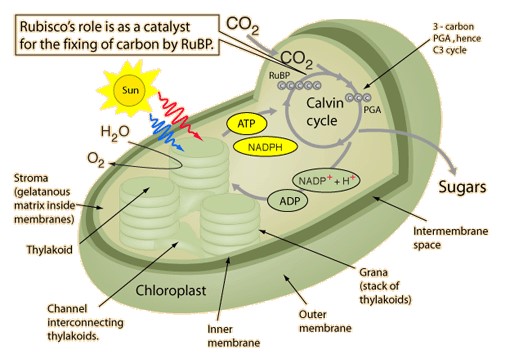 Rubisco's role is as a catalyst
for the fixing of carbon by RuBP.
CO2
3 - carbon
PGA , hence
C3 cycle
CO2
RuBP
C C C C C
C C C
PGA
Sun
Calvin
cycle
ATP
NADPH
H2O
O2
NADP+ + H+
ADP
Sugars
Stroma
(gelatanous
matrix inside
membranes)
Thylakoid
Intermembrane
space
Grana
(stack of
thylakoids)
Chloroplast
Channel
interconnecting
thylakoids.
Inner
membrane
Outer
membrane